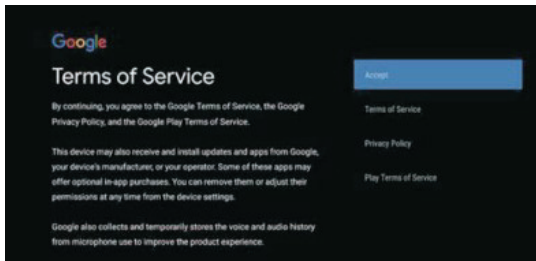 Google
Terms of Service
By continuing, you agree to the Google Terms of Service, the Google
Privacy Policy, and the Google Play Terms of Service.
This device may also receive and install updates and apps from Google,
your device's manufacturer, or your operator. Some of these apps may
offer optional in-app purchases. You can remove them or adjust their
permissions at any time from the device settings.
Google also collects and temporarily stores the voice and audio history
from microphone use to improve the product experience.
Accept
Terms of Service
Privacy Policy
Play Terms of Service